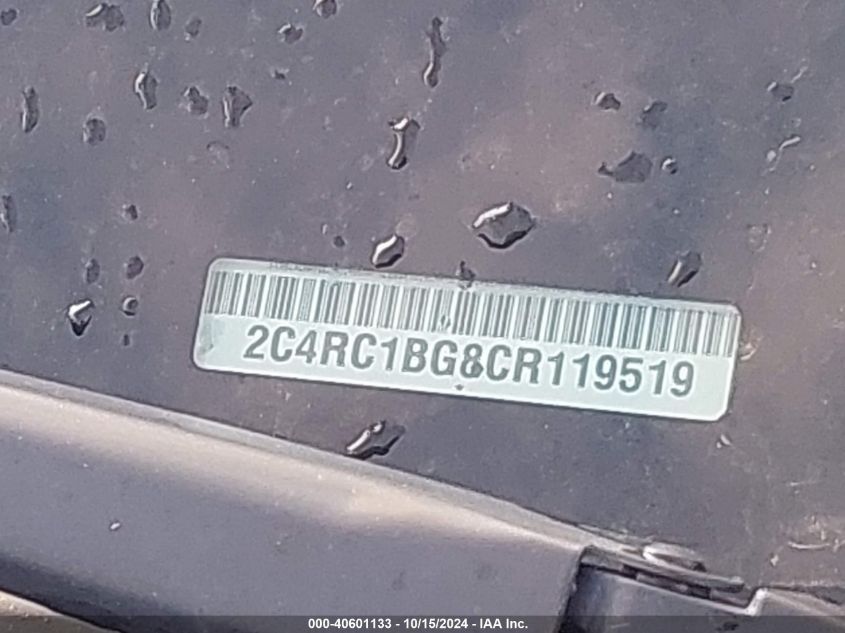 2C4RC1BG8CR119519
000-40601133 - 10/15/2024 - IAA Inc.